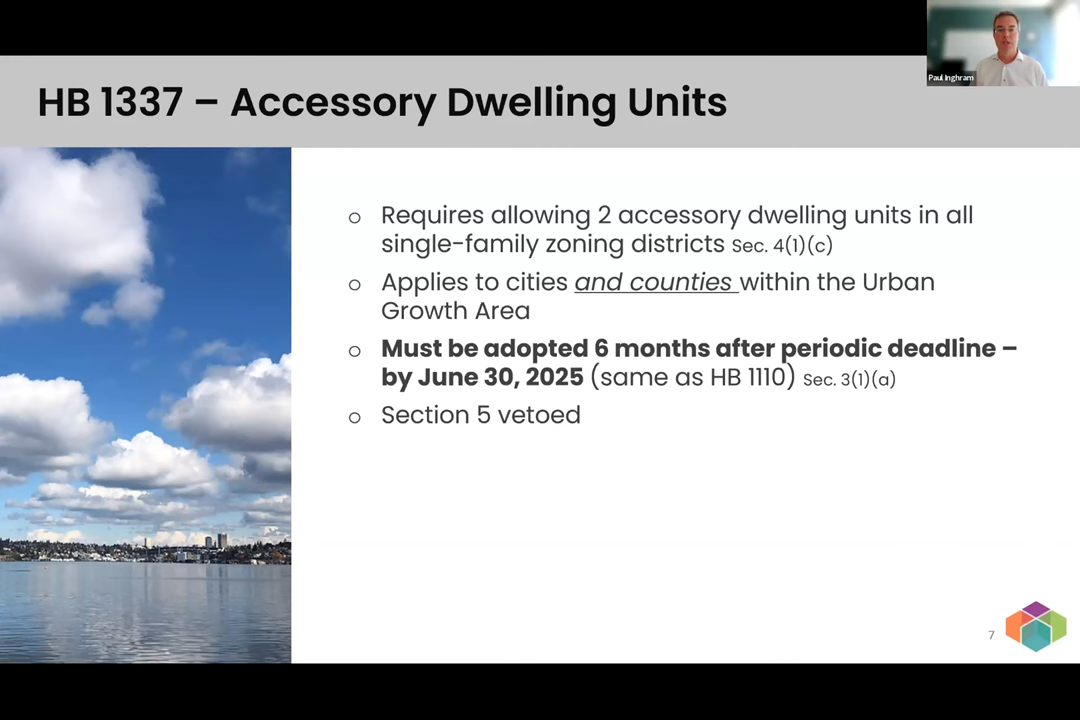 Paul Inghram
HB 1337 – Accessory Dwelling Units
o Requires allowing 2 accessory dwelling units in all
single-family zoning districts Sec. 4(1)(c)
o Applies to cities and counties within the Urban
Growth Area
o Must be adopted 6 months after periodic deadline –
by June 30, 2025 (same as HB 1110) Sec. 3(1)(a)
o Section 5 vetoed
7